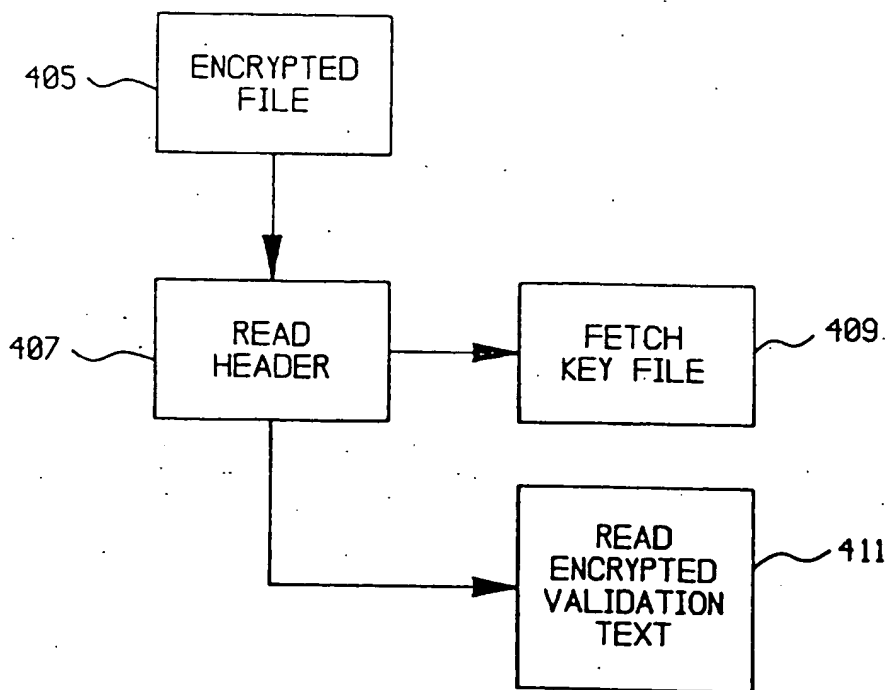 405
ENCRYPTED
FILE
407
READ
HEADER
FETCH
KEY FILE
409
READ
ENCRYPTED
VALIDATION
TEXT
411